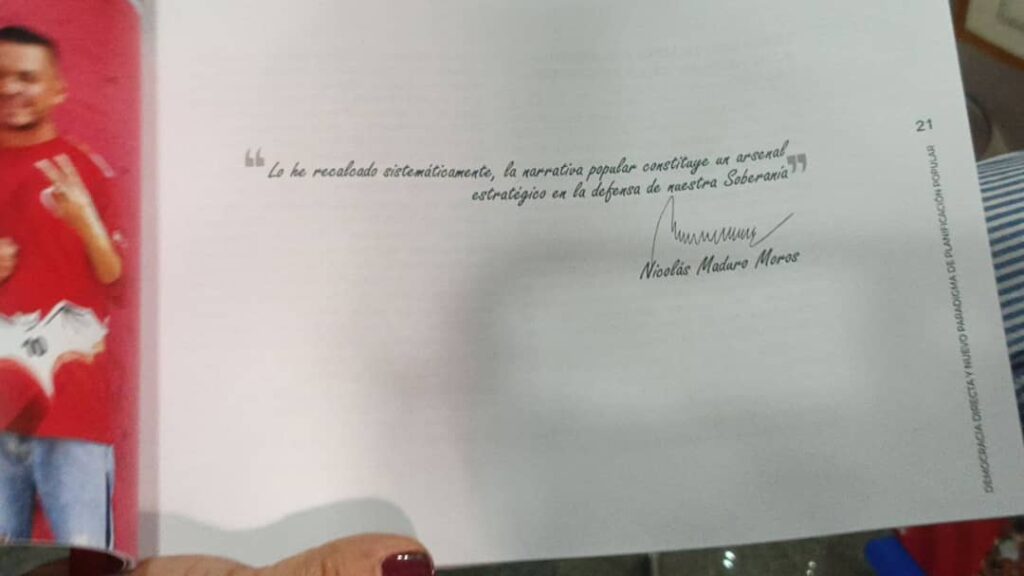 “Lo he recalcado sistemáticamente, la narrativa popular constituye un arsenal
estratégico en la defensa de nuestra Soberanía”
Nicolás Maduro Moros
21
DEMOCRACIA DIRECTA Y NUEVO PARADIGMA DE PLANIFICACIÓN POPULAR
10